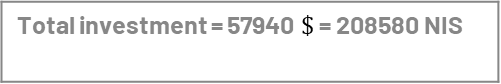 Total investment = 57940 $ = 208580 NIS